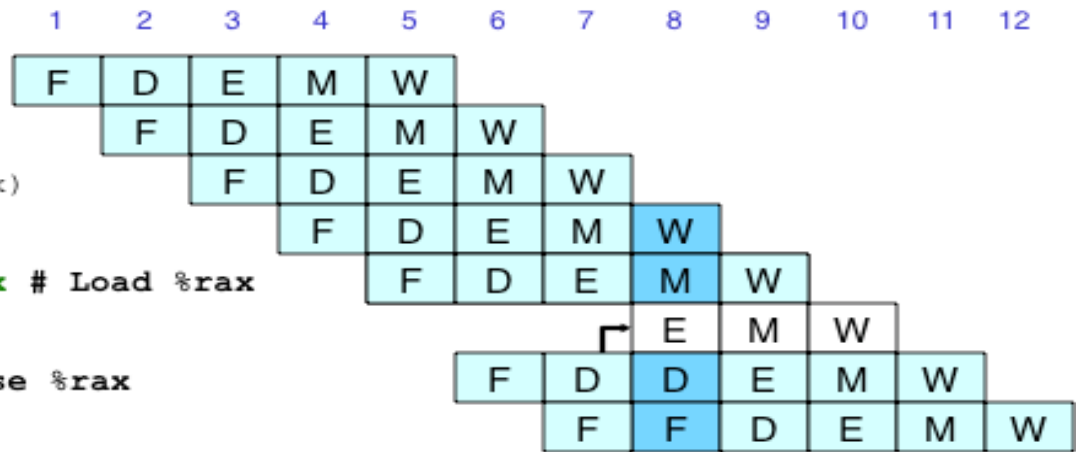 1 2 3 4 5 6 7 8 9 10 11 12
F D E M W
F D E M W
) F D E M W
F D E M W
# Load %rax F D E M W
E M W
%rax F D D E M W
F F D E M W